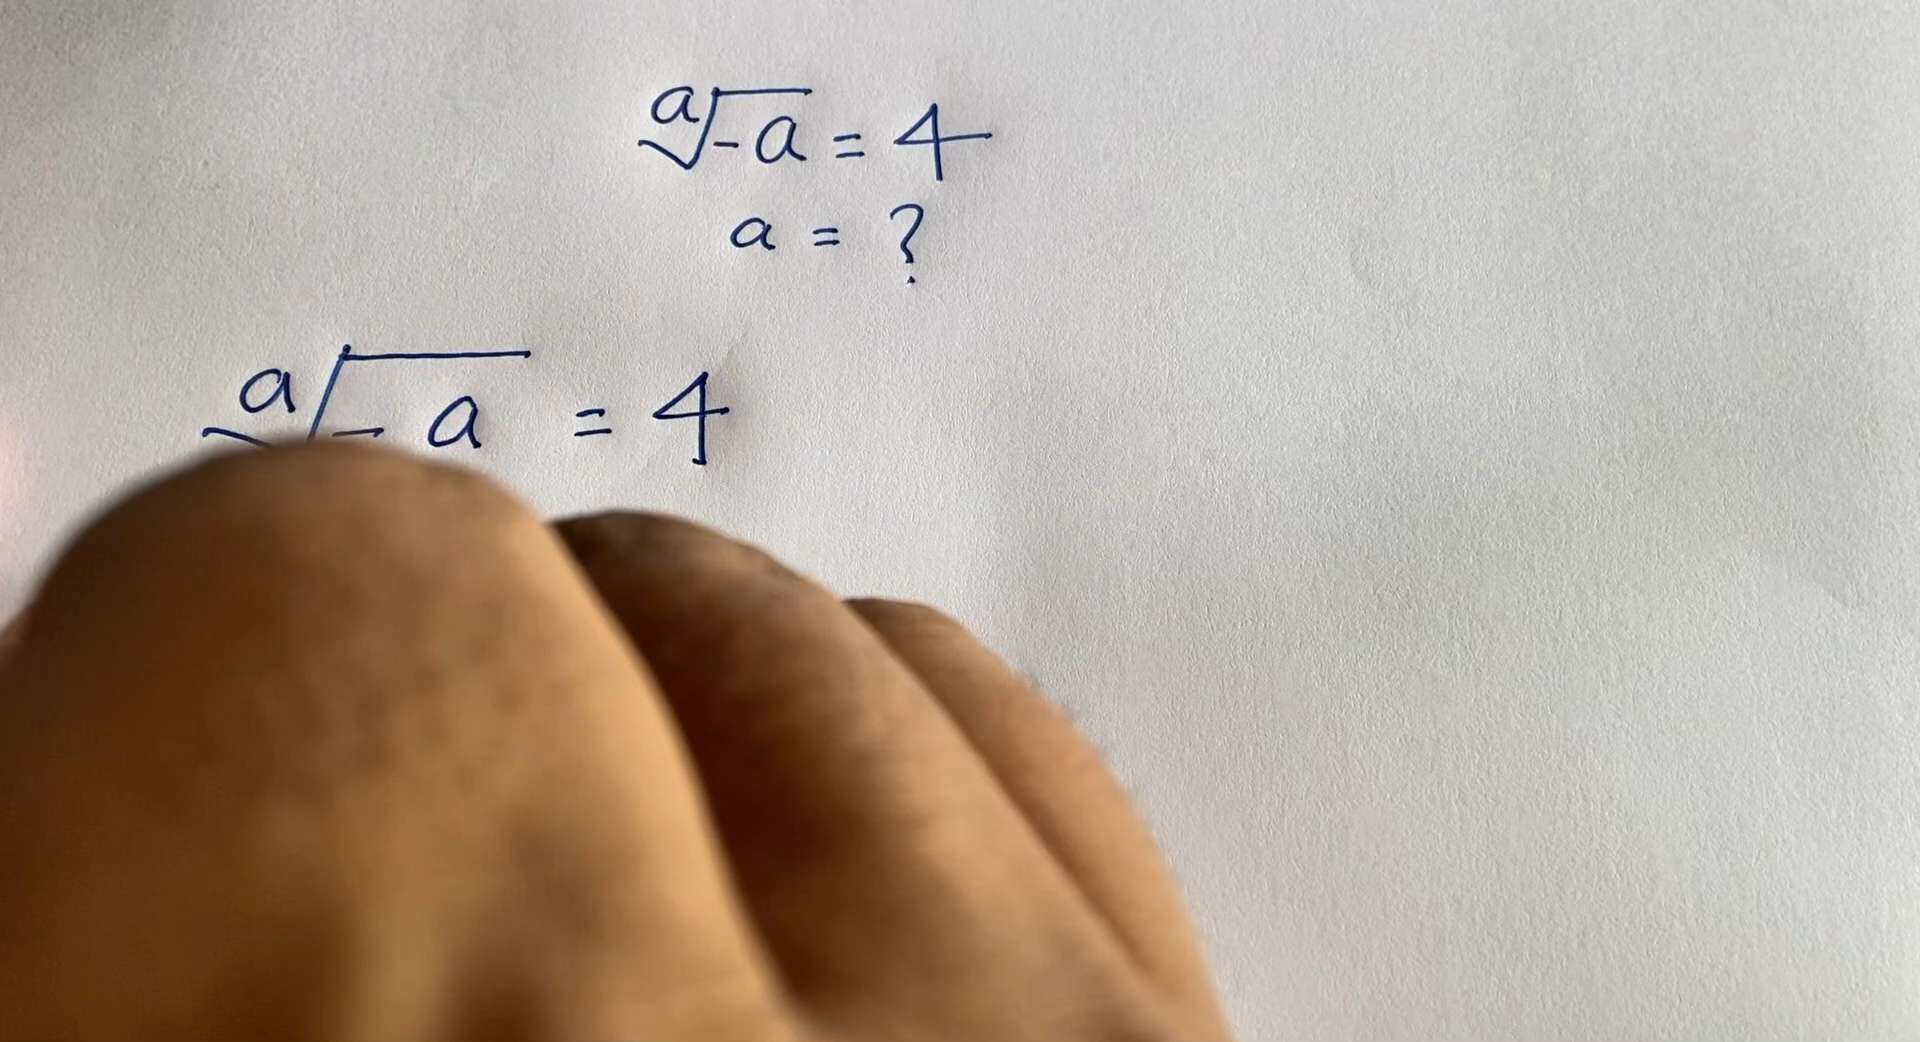 ᵃ√-a = 4
a = ?
ᵃ√-a = 4